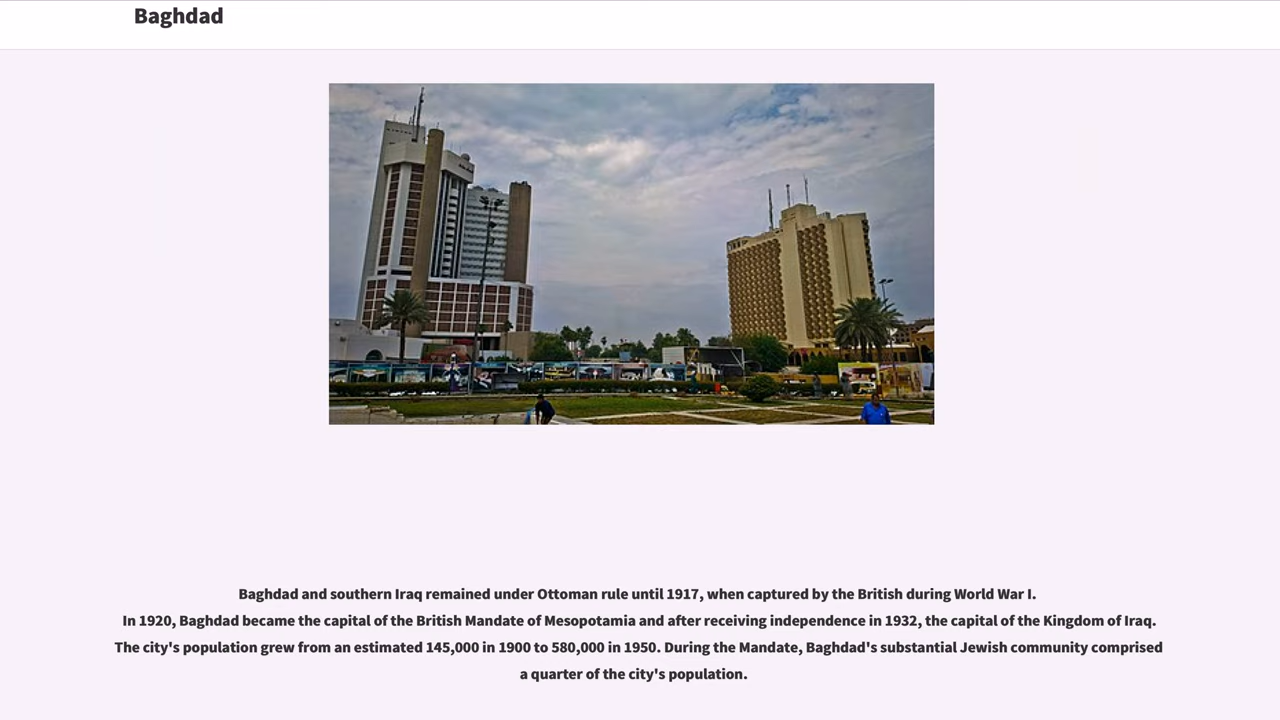 Baghdad
Baghdad and southern Iraq remained under Ottoman rule until 1917, when captured by the British during World War I.
In 1920, Baghdad became the capital of the British Mandate of Mesopotamia and after receiving independence in 1932, the capital of the Kingdom of Iraq.
The city's population grew from an estimated 145,000 in 1900 to 580,000 in 1950. During the Mandate, Baghdad's substantial Jewish community comprised
a quarter of the city's population.